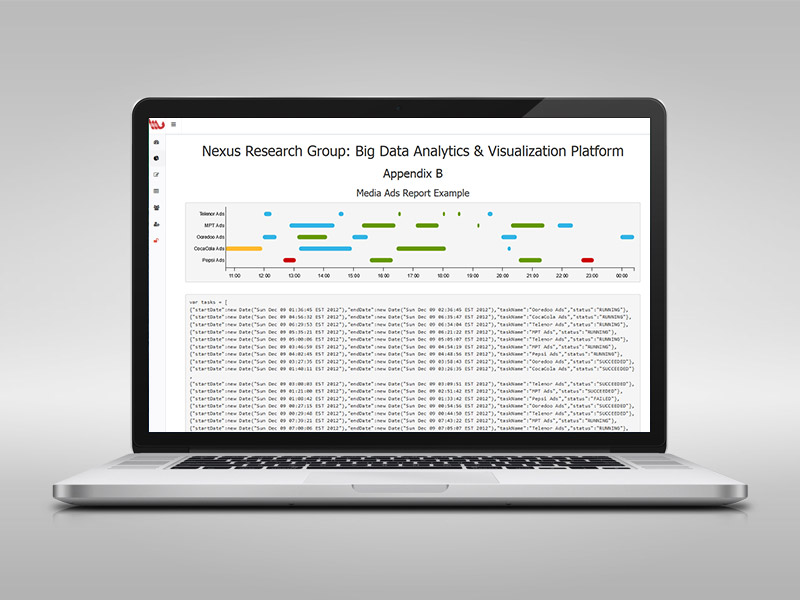 Nexus Research Group: Big Data Analytics & Visualization Platform
Appendix B
Media Ads Report Example
Telenor Ads
MPT Ads
Ooredoo Ads
CocaCola Ads
Pepsi Ads
11:00 12:00 13:00 14:00 15:00 16:00 17:00 18:00 19:00 20:00 21:00 22:00 23:00 00:00
var tasks = [
{"startDate":new Date("Sun Dec 09 01:36:45 EST 2012"),"endDate":new Date("Sun Dec 09 02:36:45 EST 2012"),"taskName":"Ooredoo Ads","status":"RUNNING"},
{"startDate":new Date("Sun Dec 09 04:56:32 EST 2012"),"endDate":new Date("Sun Dec 09 06:35:47 EST 2012"),"taskName":"CocaCola Ads","status":"RUNNING"},
{"startDate":new Date("Sun Dec 09 06:29:53 EST 2012"),"endDate":new Date("Sun Dec 09 06:34:04 EST 2012"),"taskName":"Telenor Ads","status":"RUNNING"},
{"startDate":new Date("Sun Dec 09 05:35:21 EST 2012"),"endDate":new Date("Sun Dec 09 06:21:22 EST 2012"),"taskName":"MPT Ads","status":"RUNNING"},
{"startDate":new Date("Sun Dec 09 05:00:06 EST 2012"),"endDate":new Date("Sun Dec 09 05:05:07 EST 2012"),"taskName":"Telenor Ads","status":"RUNNING"},
{"startDate":new Date("Sun Dec 09 03:46:59 EST 2012"),"endDate":new Date("Sun Dec 09 04:54:19 EST 2012"),"taskName":"MPT Ads","status":"RUNNING"},
{"startDate":new Date("Sun Dec 09 04:02:45 EST 2012"),"endDate":new Date("Sun Dec 09 04:48:56 EST 2012"),"taskName":"Pepsi Ads","status":"RUNNING"},
{"startDate":new Date("Sun Dec 09 03:27:35 EST 2012"),"endDate":new Date("Sun Dec 09 03:58:43 EST 2012"),"taskName":"Ooredoo Ads","status":"SUCCEEDED"},
{"startDate":new Date("Sun Dec 09 01:40:11 EST 2012"),"endDate":new Date("Sun Dec 09 03:26:35 EST 2012"),"taskName":"CocaCola Ads","status":"SUCCEEDED"
},
{"startDate":new Date("Sun Dec 09 03:00:03 EST 2012"),"endDate":new Date("Sun Dec 09 03:09:51 EST 2012"),"taskName":"Telenor Ads","status":"SUCCEEDED"},
{"startDate":new Date("Sun Dec 09 01:21:00 EST 2012"),"endDate":new Date("Sun Dec 09 02:51:42 EST 2012"),"taskName":"MPT Ads","status":"SUCCEEDED"},
{"startDate":new Date("Sun Dec 09 01:08:42 EST 2012"),"endDate":new Date("Sun Dec 09 01:33:42 EST 2012"),"taskName":"Pepsi Ads","status":"FAILED"},
{"startDate":new Date("Sun Dec 09 00:27:15 EST 2012"),"endDate":new Date("Sun Dec 09 00:54:56 EST 2012"),"taskName":"Ooredoo Ads","status":"SUCCEEDED"},
{"startDate":new Date("Sun Dec 09 00:29:48 EST 2012"),"endDate":new Date("Sun Dec 09 00:44:50 EST 2012"),"taskName":"Telenor Ads","status":"SUCCEEDED"},
{"startDate":new Date("Sun Dec 09 07:39:21 EST 2012"),"endDate":new Date("Sun Dec 09 07:43:22 EST 2012"),"taskName":"MPT Ads","status":"RUNNING"},
{"startDate":new Date("Sun Dec 09 07:00:06 EST 2012"),"endDate":new Date("Sun Dec 09 07:05:07 EST 2012"),"taskName":"Telenor Ads","status":"RUNNING"},